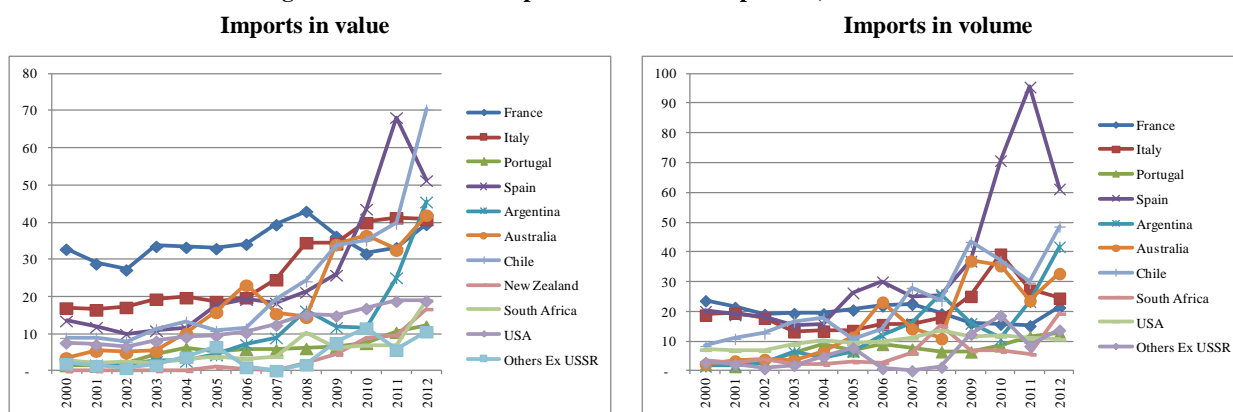 Imports in value
Imports in volume
80
70
60
50
40
30
20
10
-
2000
2001
2002
2003
2004
2005
2006
2007
2008
2009
2010
2011
2012
France
Italy
Portugal
Spain
Argentina
Australia
Chile
New Zealand
South Africa
USA
Others Ex USSR
100
90
80
70
60
50
40
30
20
10
-
2000
2001
2002
2003
2004
2005
2006
2007
2008
2009
2010
2011
2012
France
Italy
Portugal
Spain
Argentina
Australia
Chile
South Africa
USA
Others Ex USSR